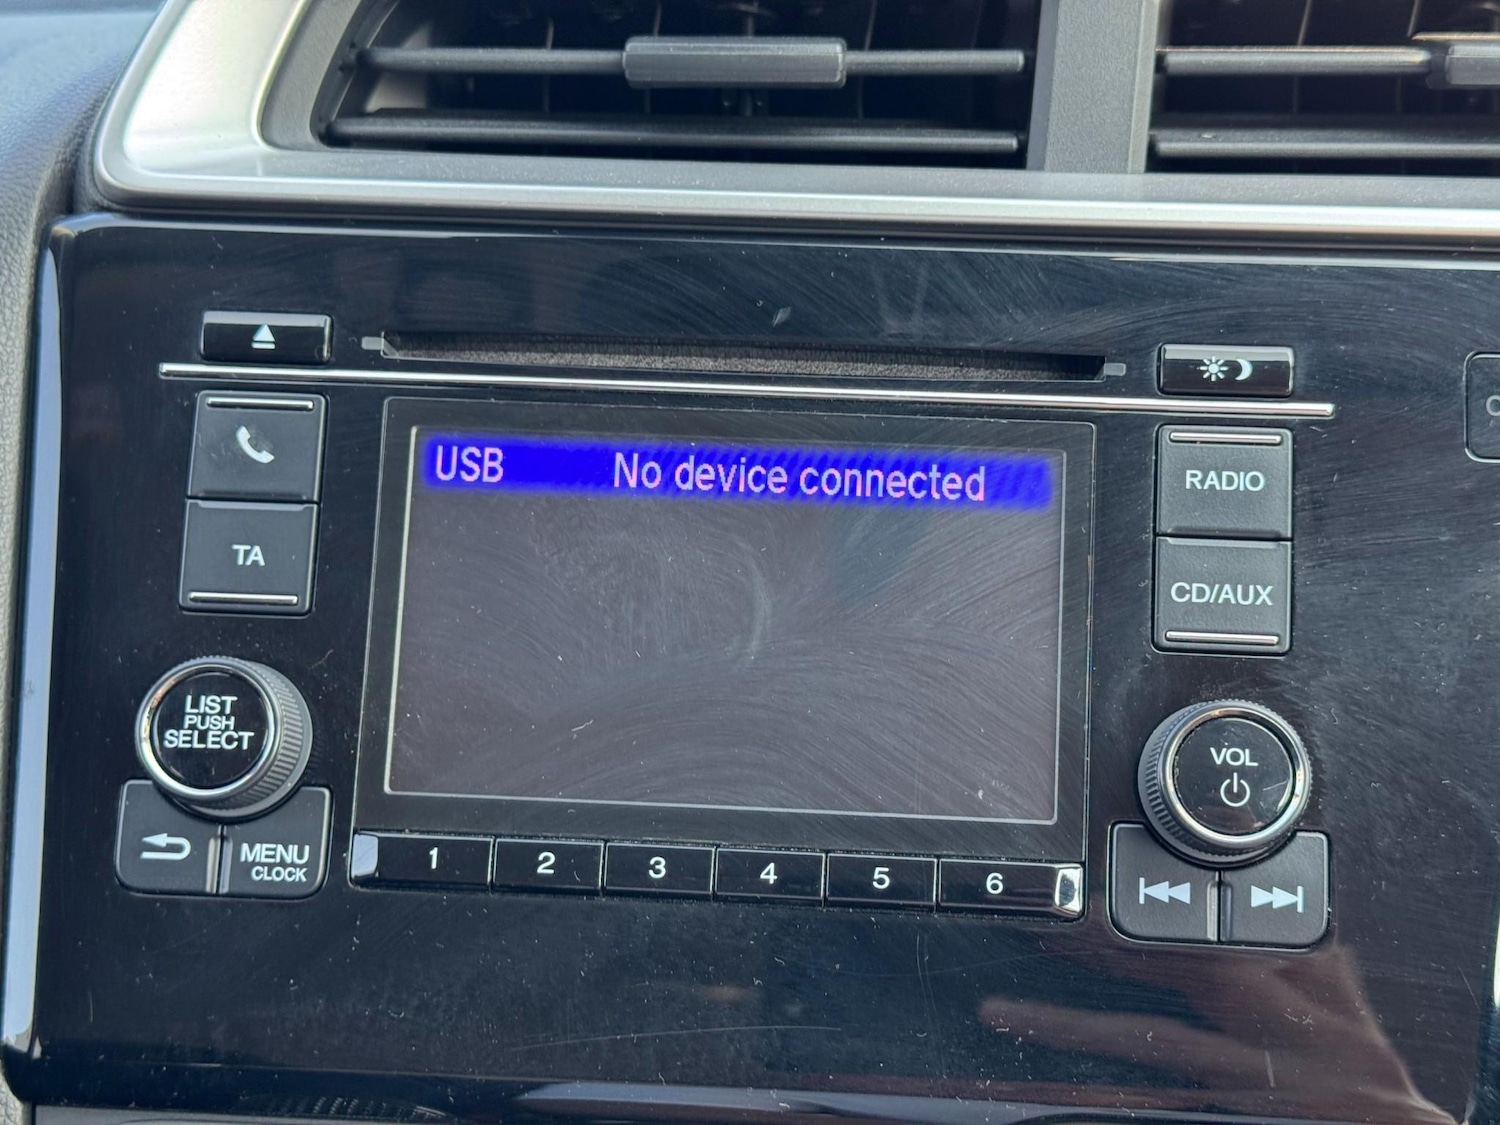 USB No device connected
TA
LIST
PUSH
SELECT
MENU
CLOCK
1 2 3 4 5 6
RADIO
CD/AUX
VOL